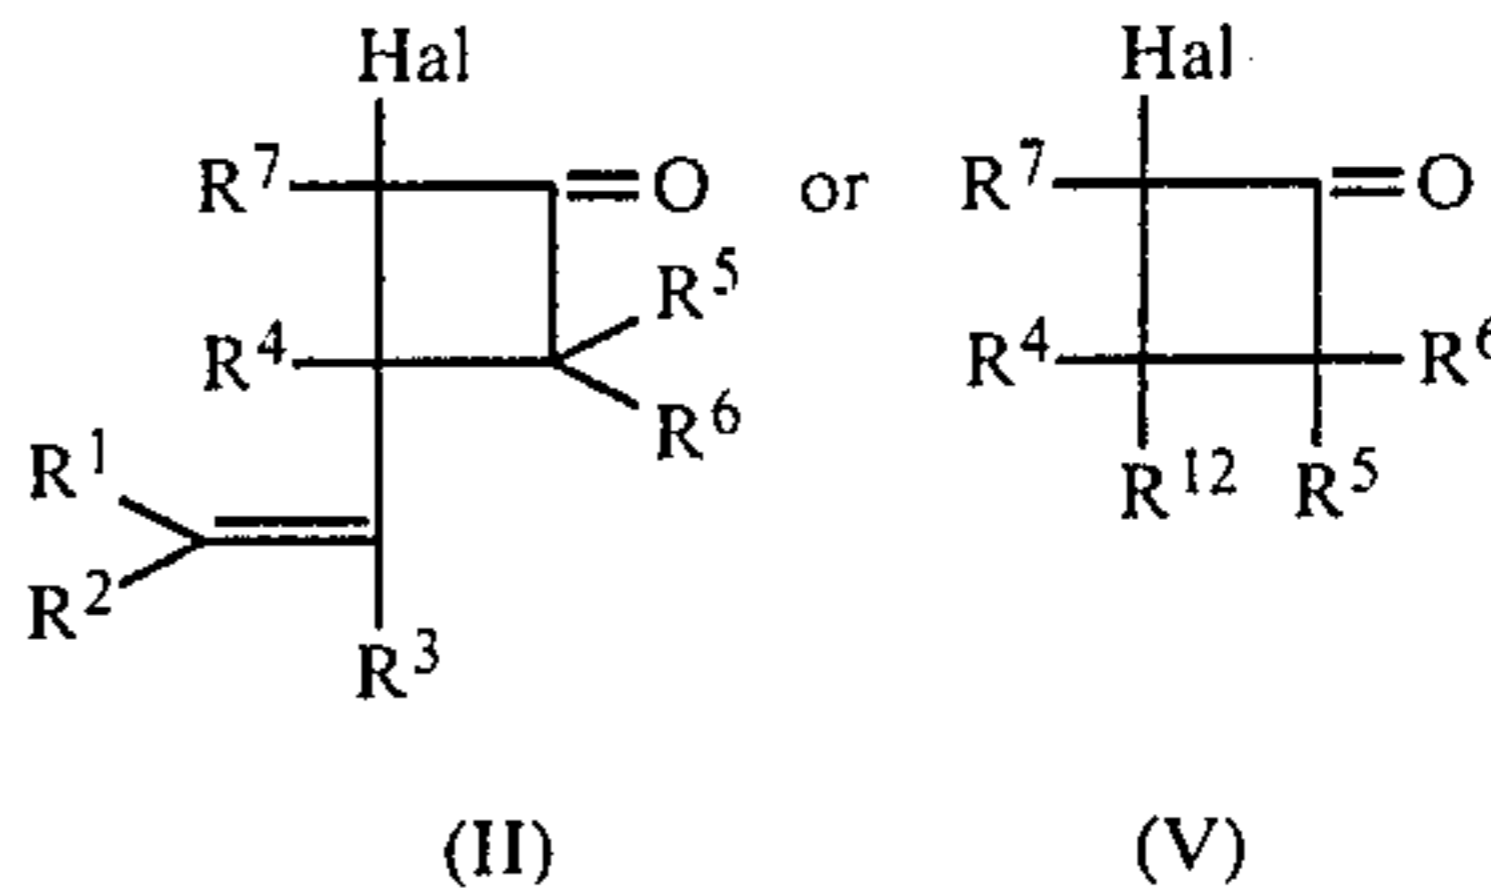 Hal Hal
R⁷ =O or R⁷ =O
R⁵
R⁴ R⁴ R⁶
R⁶
R¹ R¹² R⁵
R²
R³
(II) (V)